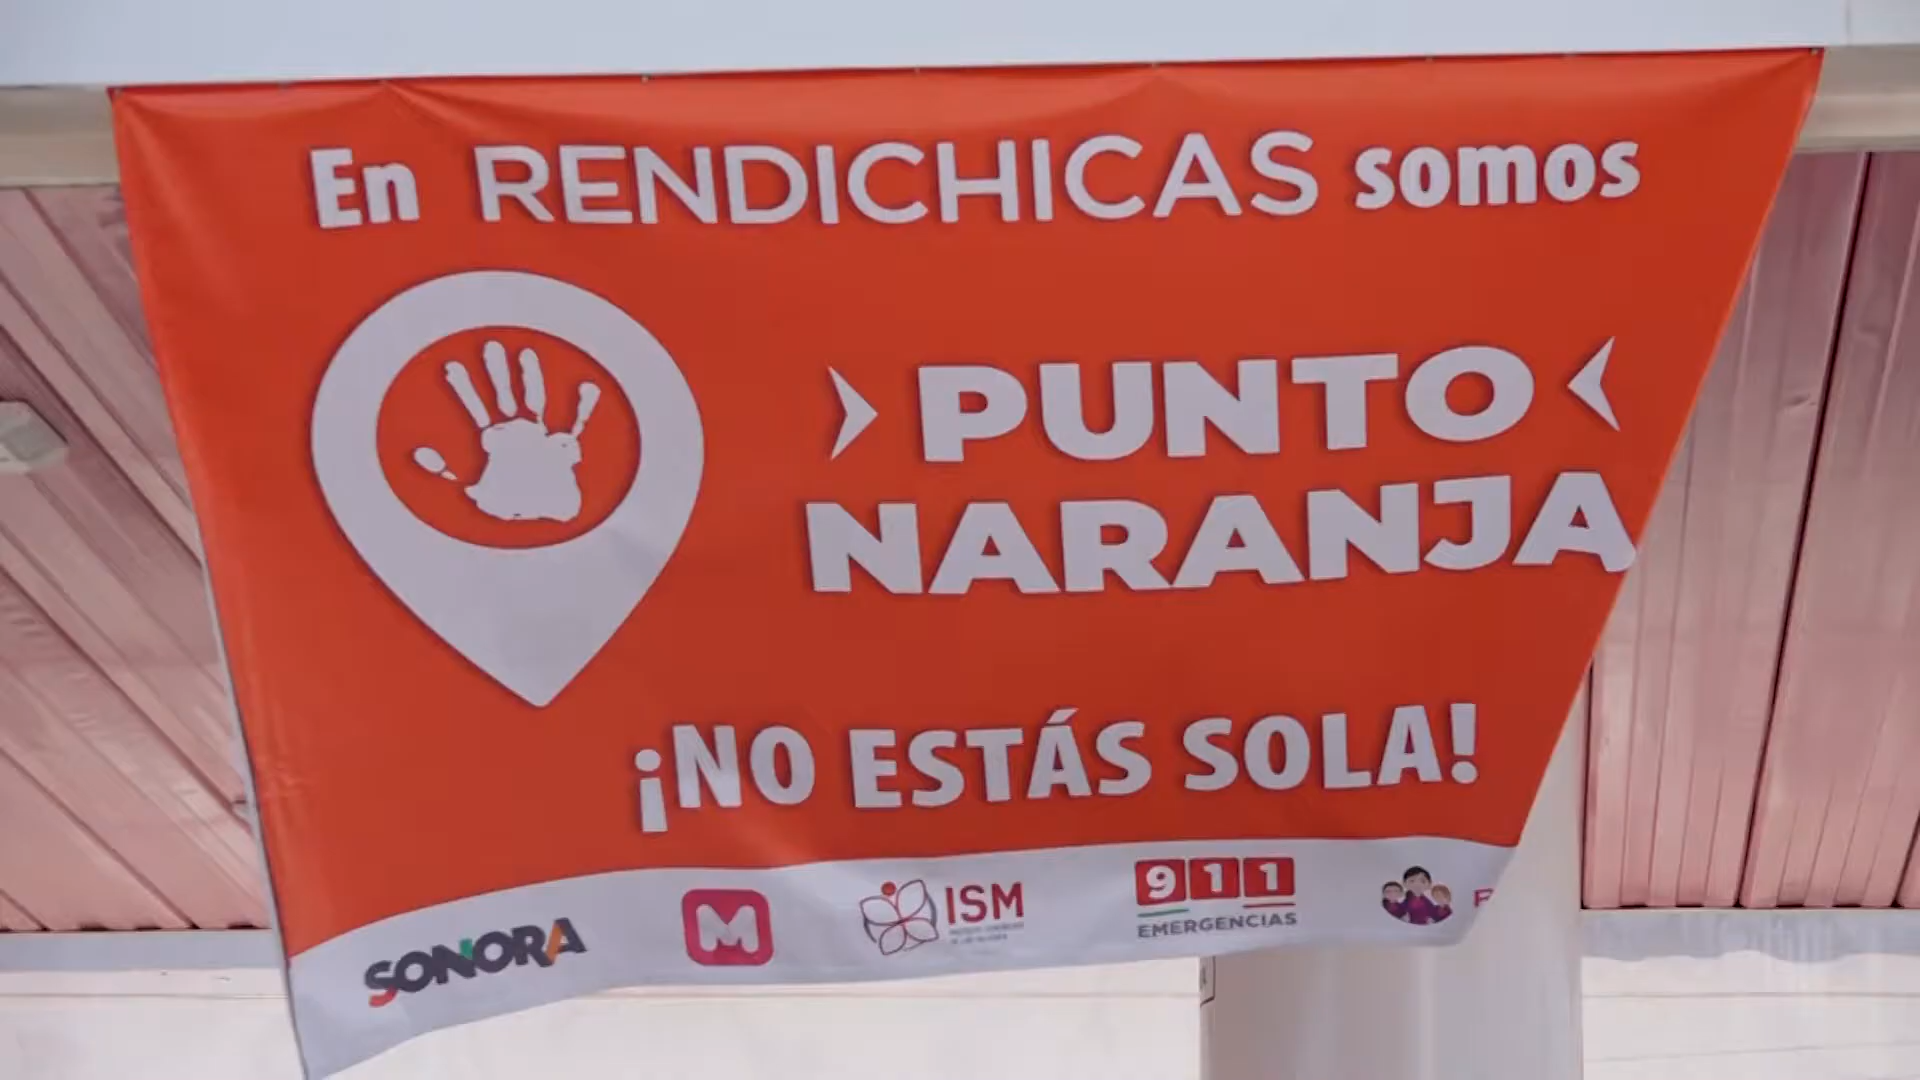 En RENDICHICAS somos
> PUNTO <
NARANJA
¡NO ESTÁS SOLA!
SONORA
M
ISM
911
EMERGENCIAS